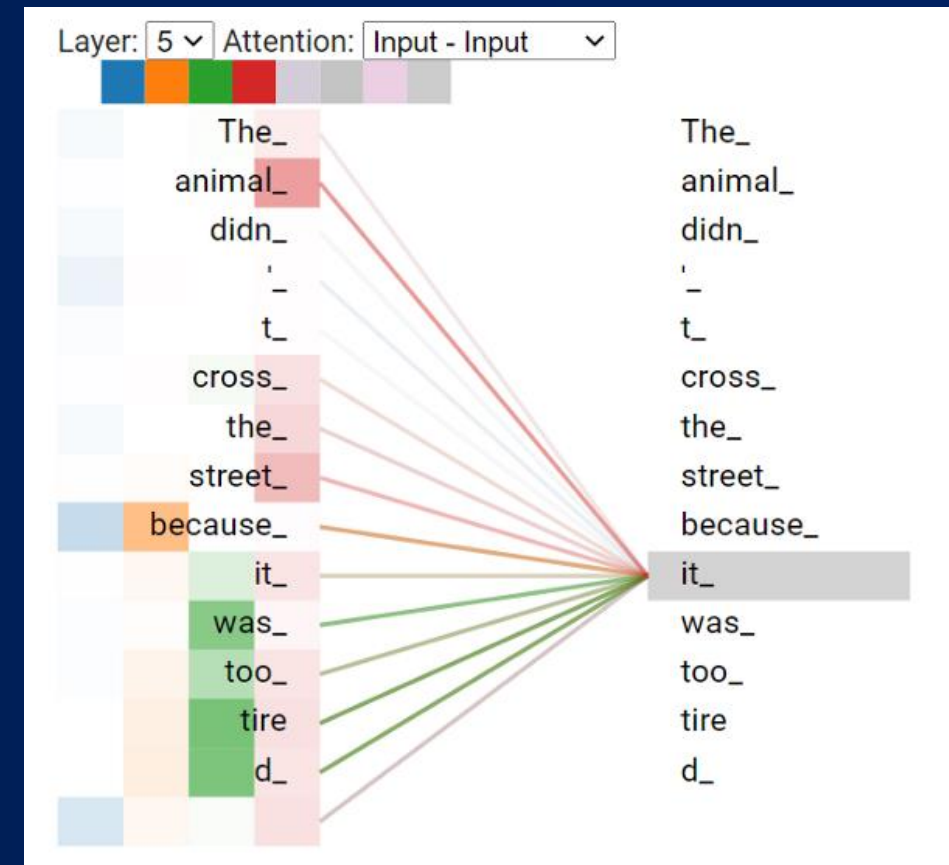 Layer: 5 Attention: Input - Input
The_ The_
animal_ animal_
didn_ didn_
'_ '_
t_ t_
cross_ cross_
the_ the_
street_ street_
because_ because_
it_ it_
was_ was_
too_ too_
tire tire
d_ d_